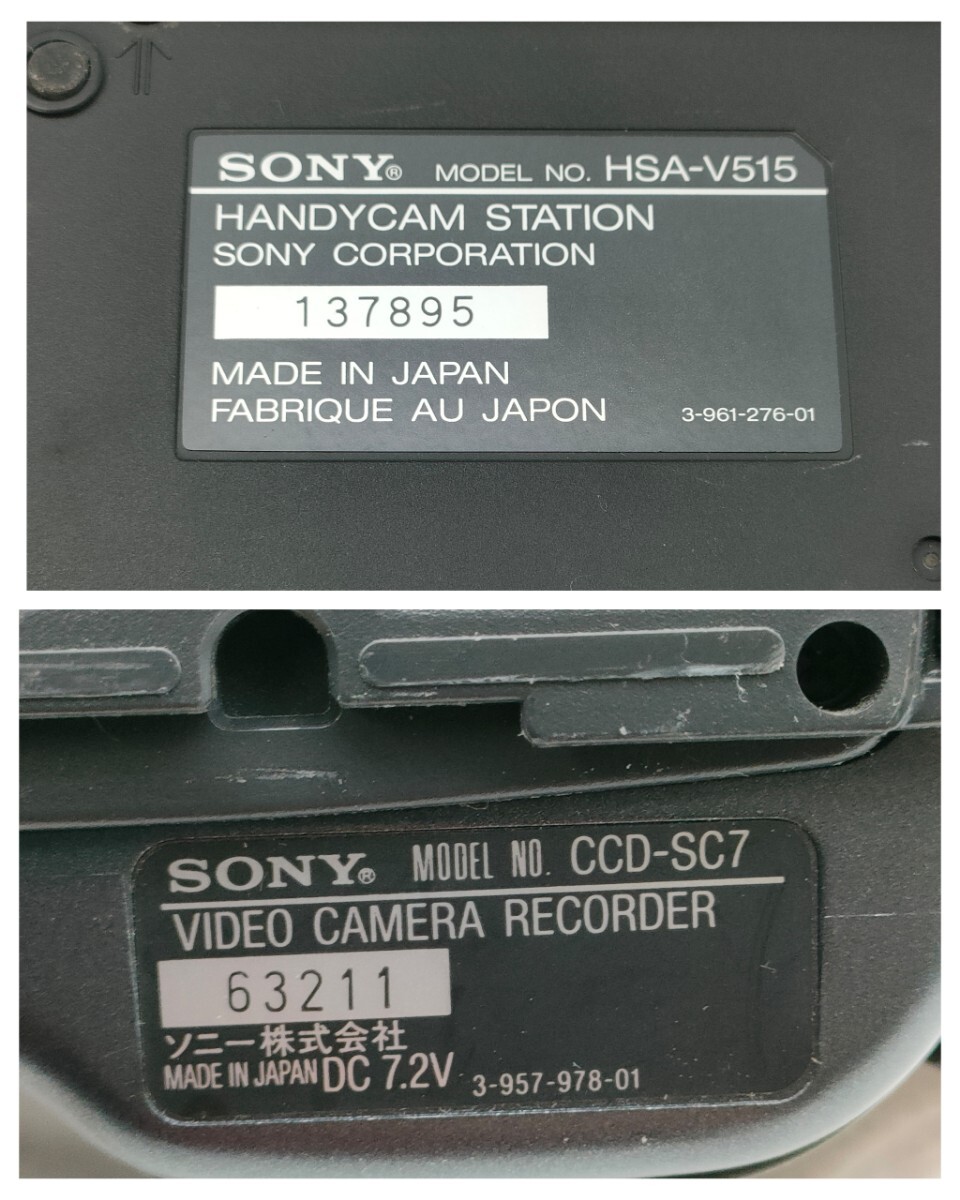 SONY® MODEL NO. HSA-V515
HANDYCAM STATION
SONY CORPORATION
137895
MADE IN JAPAN
FABRIQUE AU JAPON 3-961-276-01
SONY® MODEL NO. CCD-SC7
VIDEO CAMERA RECORDER
63211
ソニー株式会社
MADE IN JAPAN DC 7.2V 3-957-978-01